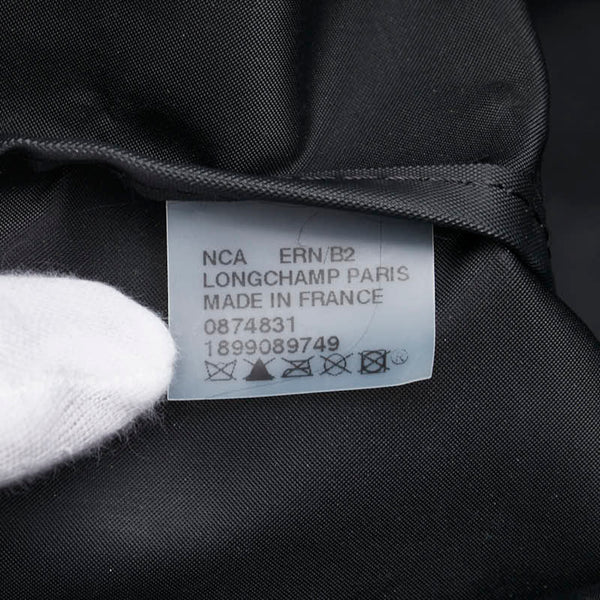 NCA ERN/B2
LONGCHAMP PARIS
MADE IN FRANCE
0874831
1899089749